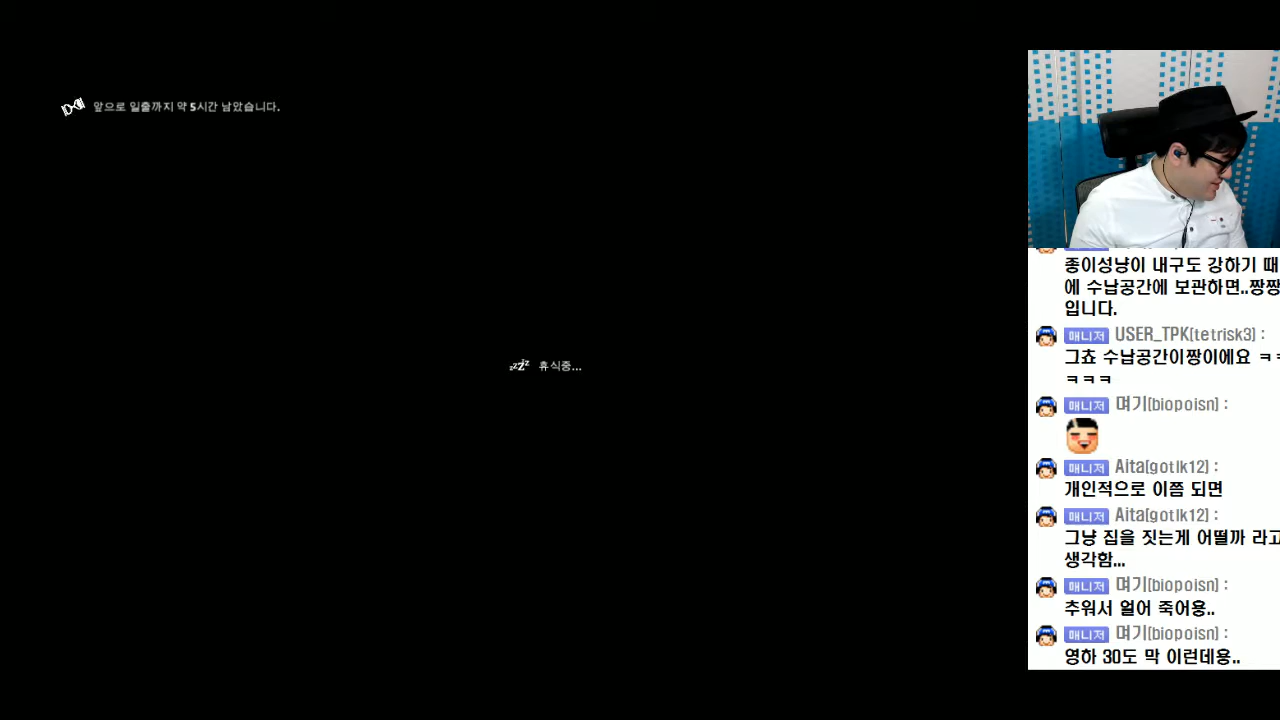 앞으로 일출까지 약 5시간 남았습니다.
zzZzz 휴식중...
종이성냥이 내구도 강하기 때
에 수납공간에 보관하면..짱짱
입니다.
매니저 USER_TPK[tetrisk3] :
그쵸 수납공간이짱이에요 ㅋㅋ
ㅋㅋㅋ
매니저 며기[biopoisn] :
매니저 Aita[gotlk12] :
개인적으로 이쯤 되면
매니저 Aita[gotlk12] :
그냥 집을 짓는게 어떨까 라고
생각함...
매니저 며기[biopoisn] :
추워서 얼어 죽어용..
매니저 며기[biopoisn] :
영하 30도 막 이런데용..